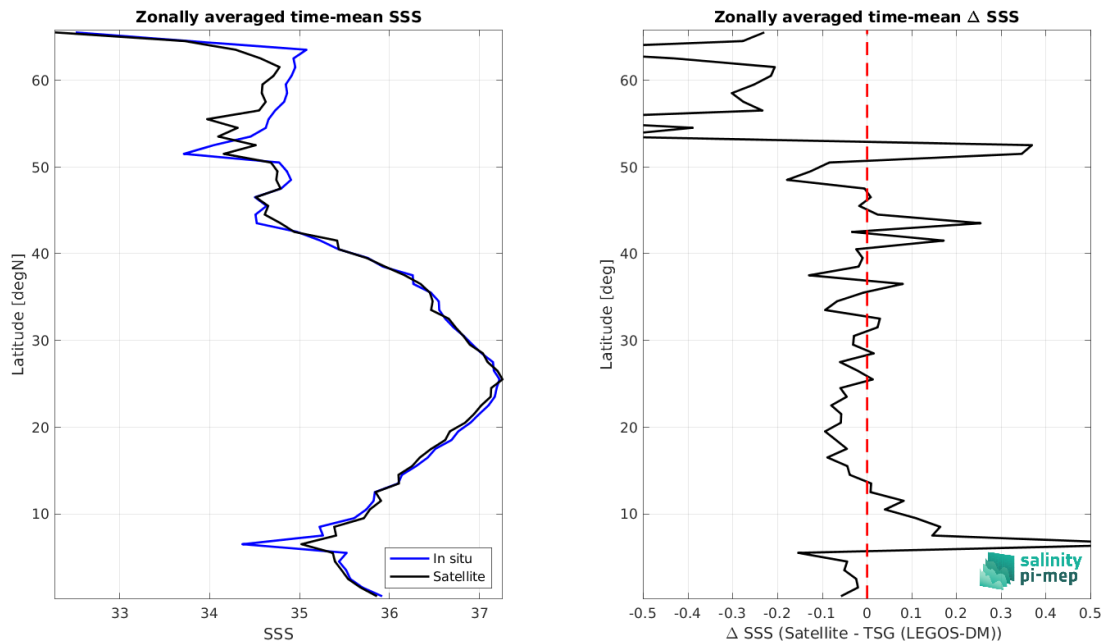 Zonally averaged time-mean SSS
Latitude [degN]
60
50
40
30
20
10
33
34
35
36
37
SSS
In situ
Satellite
Zonally averaged time-mean Δ SSS
Latitude [deg]
60
50
40
30
20
10
-0.5
-0.4
-0.3
-0.2
-0.1
0
0.1
0.2
0.3
0.4
0.5
Δ SSS (Satellite - TSG (LEGOS-DM))
salinity
pi-mep